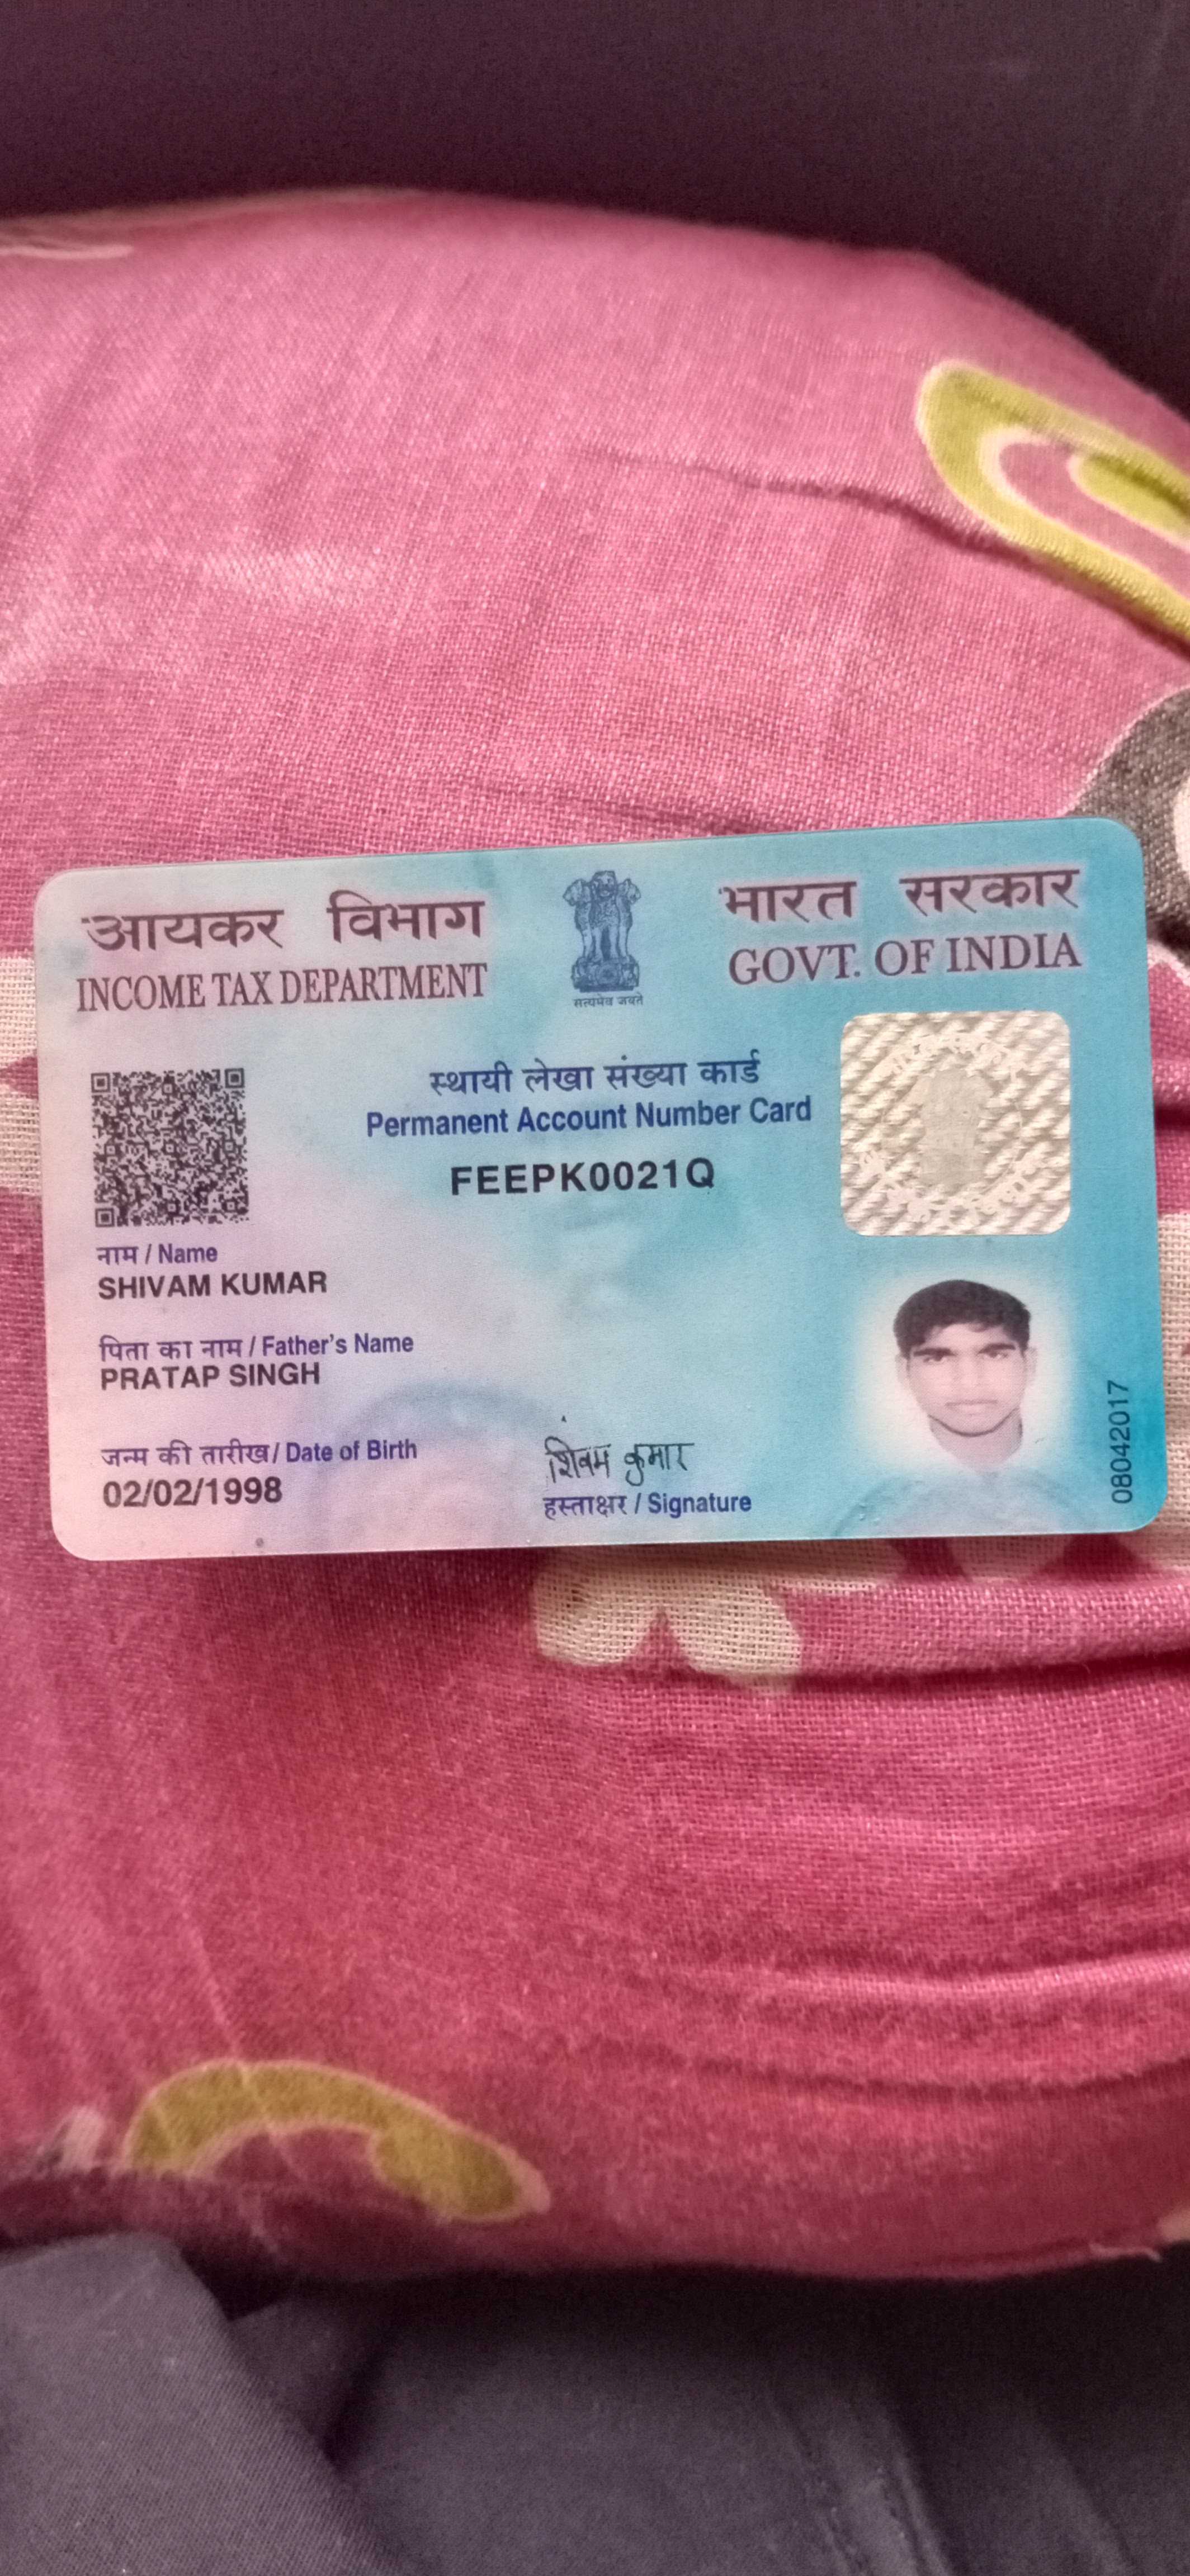 आयकर विभाग
INCOME TAX DEPARTMENT
सत्यमेव जयते
भारत सरकार
GOVT. OF INDIA
स्थायी लेखा संख्या कार्ड
Permanent Account Number Card
FEEPK0021Q
नाम / Name
SHIVAM KUMAR
पिता का नाम / Father's Name
PRATAP SINGH
जन्म की तारीख / Date of Birth
02/02/1998
शिवम कुमार
हस्ताक्षर / Signature
08042017